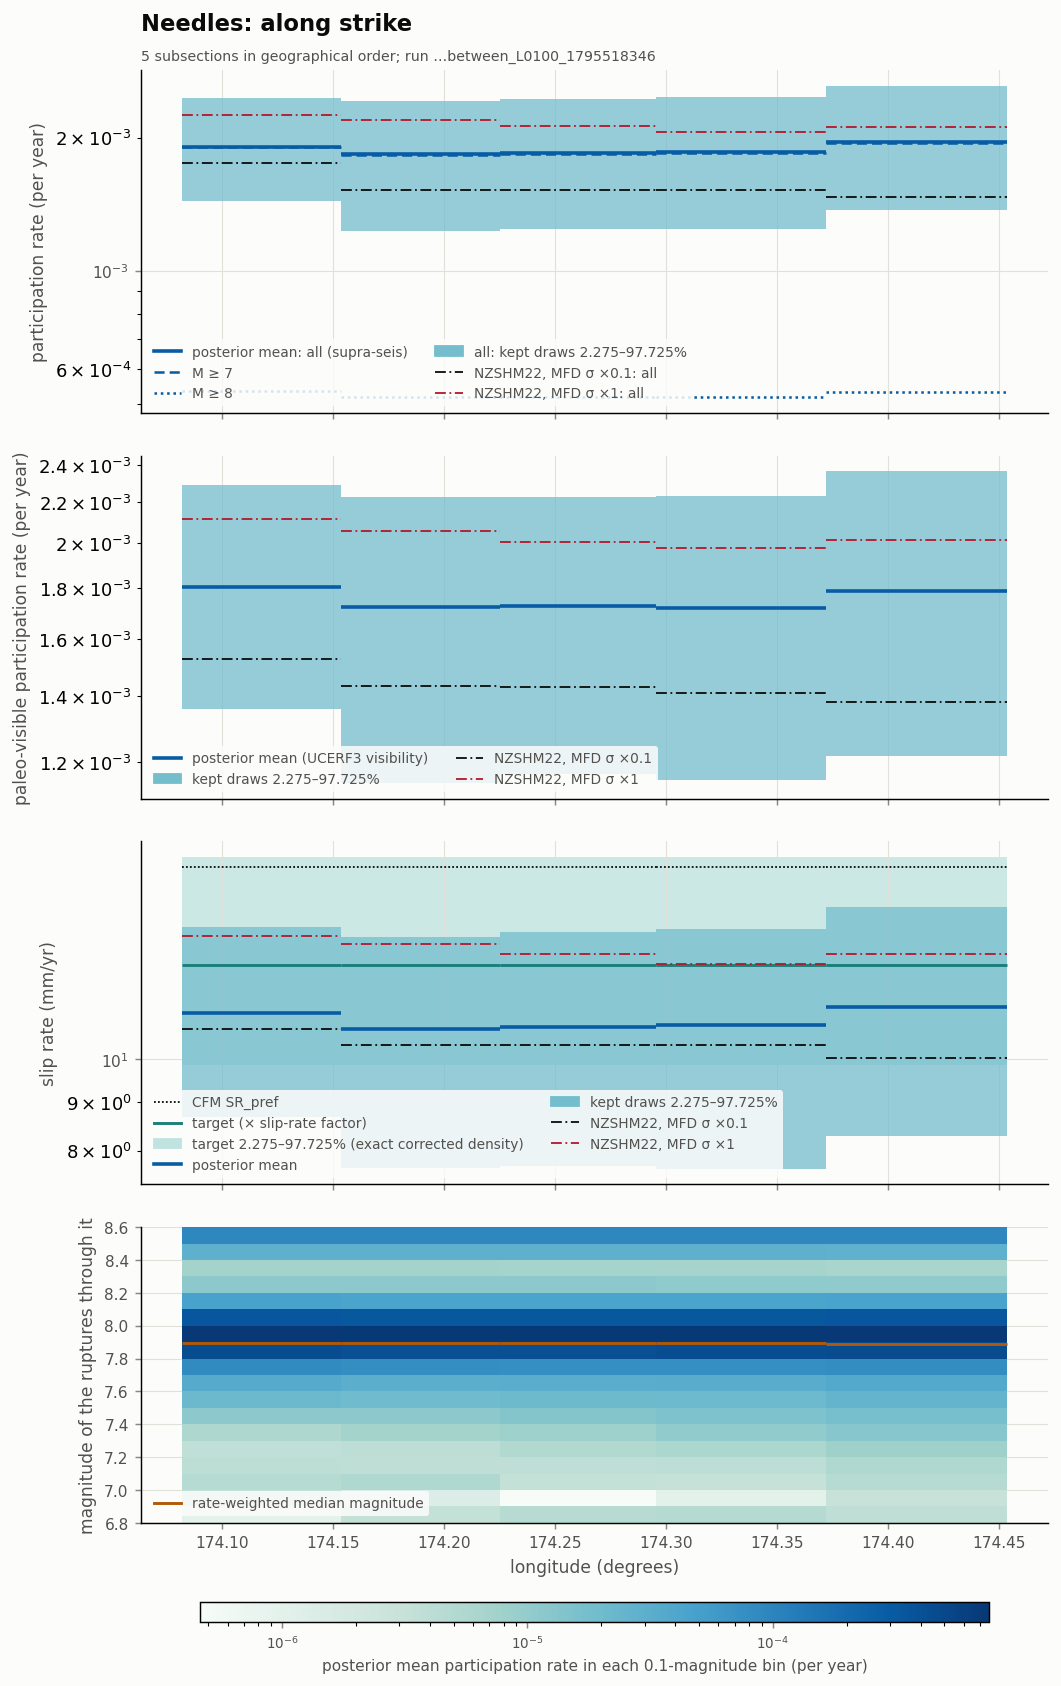 Needles: along strike
5 subsections in geographical order; run ...between_L0100_1795518346
participation rate (per year)
2 × 10⁻³
10⁻³
6 × 10⁻⁴
posterior mean: all (supra-seis)
M ≥ 7
M ≥ 8
all: kept draws 2.275–97.725%
NZSHM22, MFD σ ×0.1: all
NZSHM22, MFD σ ×1: all
paleo-visible participation rate (per year)
2.4 × 10⁻³
2.2 × 10⁻³
2 × 10⁻³
1.8 × 10⁻³
1.6 × 10⁻³
1.4 × 10⁻³
1.2 × 10⁻³
posterior mean (UCERF3 visibility)
kept draws 2.275–97.725%
NZSHM22, MFD σ ×0.1
NZSHM22, MFD σ ×1
slip rate (mm/yr)
10¹
9 × 10⁰
8 × 10⁰
CFM SR_pref
target (× slip-rate factor)
target 2.275–97.725% (exact corrected density)
posterior mean
kept draws 2.275–97.725%
NZSHM22, MFD σ ×0.1
NZSHM22, MFD σ ×1
magnitude of the ruptures through it
8.6
8.4
8.2
8.0
7.8
7.6
7.4
7.2
7.0
6.8
rate-weighted median magnitude
174.10 174.15 174.20 174.25 174.30 174.35 174.40 174.45
longitude (degrees)
10⁻⁶ 10⁻⁵ 10⁻⁴
posterior mean participation rate in each 0.1-magnitude bin (per year)